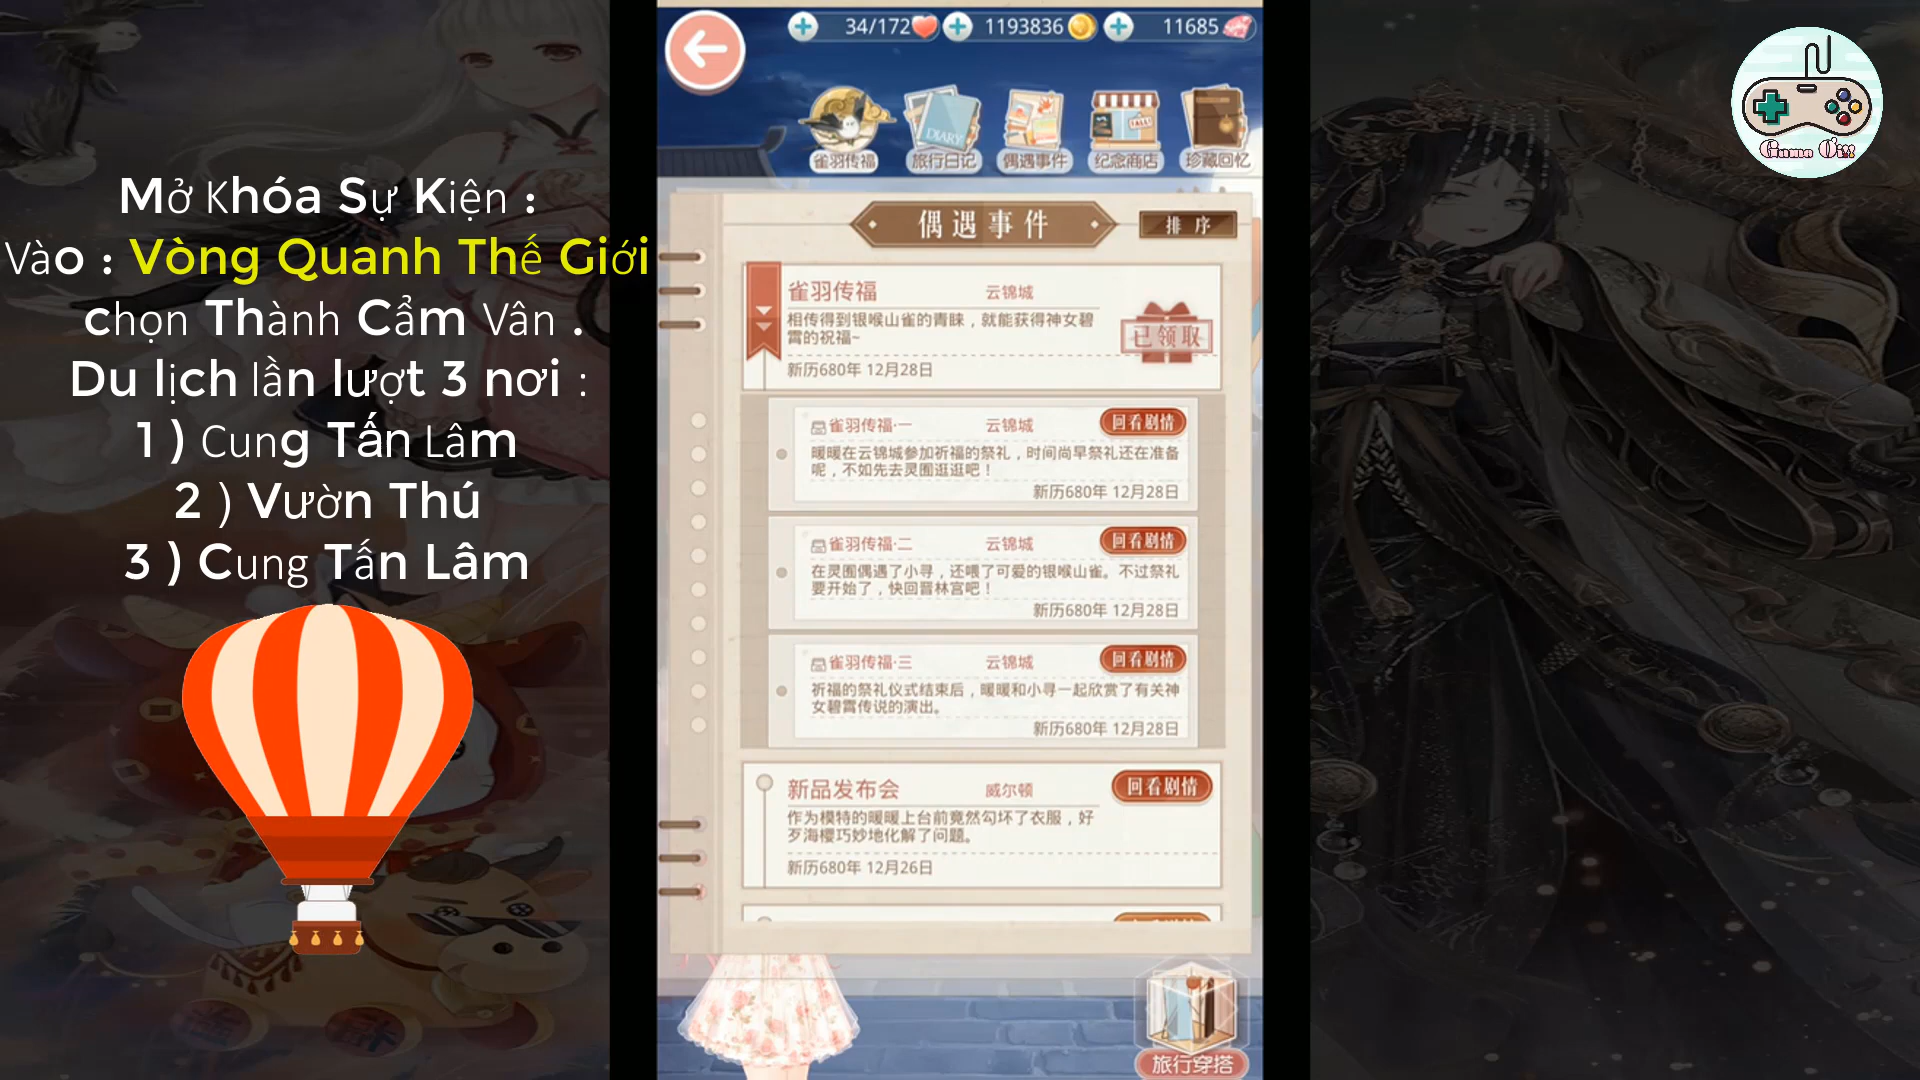 Mở Khóa Sự Kiện :
Vào : Vòng Quanh Thế Giới
chọn Thành Cẩm Vân .
Du lịch lần lượt 3 nơi :
1 ) Cung Tấn Lâm
2 ) Vườn Thú
3 ) Cung Tấn Lâm
34/172 1193836 11685
DIARY
雀羽传福 旅行日记 偶遇事件 纪念商店 珍藏回忆
偶遇事件 排序
雀羽传福 云锦城
相传得到银喉山雀的青睐，就能获得神女碧
霄的祝福~
已领取
新历680年 12月28日
雀羽传福·一 云锦城 回看剧情
暖暖在云锦城参加祈福的祭礼，时间尚早祭礼还在准备
呢，不如先去灵囿逛逛吧！
新历680年 12月28日
雀羽传福·二 云锦城 回看剧情
在灵囿偶遇了小寻，还喂了可爱的银喉山雀。不过祭礼
要开始了，快回晋林宫吧！
新历680年 12月28日
雀羽传福·三 云锦城 回看剧情
祈福的祭礼仪式结束后，暖暖和小寻一起欣赏了有关神
女碧霄传说的演出。
新历680年 12月28日
新品发布会 威尔顿 回看剧情
作为模特的暖暖上台前竟然勾坏了衣服，好
歹海樱巧妙地化解了问题。
新历680年 12月26日
旅行穿搭
Game Ơi!!